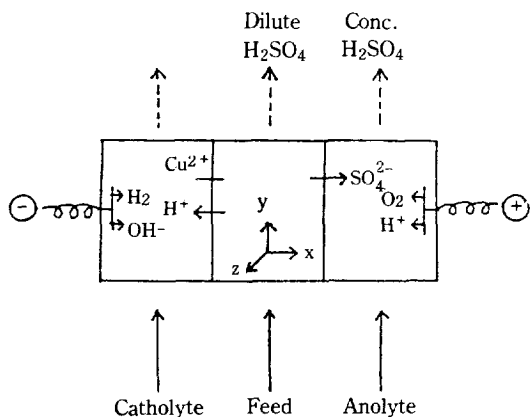 Dilute Conc.
H₂SO₄ H₂SO₄
Cu²⁺
SO₄²⁻
H₂ O₂
− H⁺ y +
OH⁻ H⁺
x
z
Catholyte Feed Anolyte